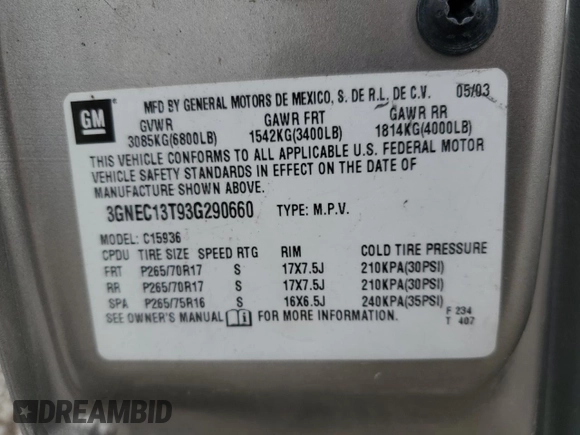 GM
MFD BY GENERAL MOTORS DE MEXICO, S. DE R.L. DE C.V. 05/03
GVWR GAWR FRT GAWR RR
3085KG(6800LB) 1542KG(3400LB) 1814KG(4000LB)
THIS VEHICLE CONFORMS TO ALL APPLICABLE U.S. FEDERAL MOTOR
VEHICLE SAFETY STANDARDS IN EFFECT ON THE DATE OF
MANUFACTURE SHOWN ABOVE.
3GNEC13T93G290660 TYPE: M.P.V.
MODEL: C15936
CPDU TIRE SIZE SPEED RTG RIM COLD TIRE PRESSURE
FRT P265/70R17 S 17X7.5J 210KPA(30PSI)
RR P265/70R17 S 17X7.5J 210KPA(30PSI)
SPA P265/75R16 S 16X6.5J 240KPA(35PSI)
SEE OWNER'S MANUAL i FOR MORE INFORMATION.
F 234
T 407
DREAMBID